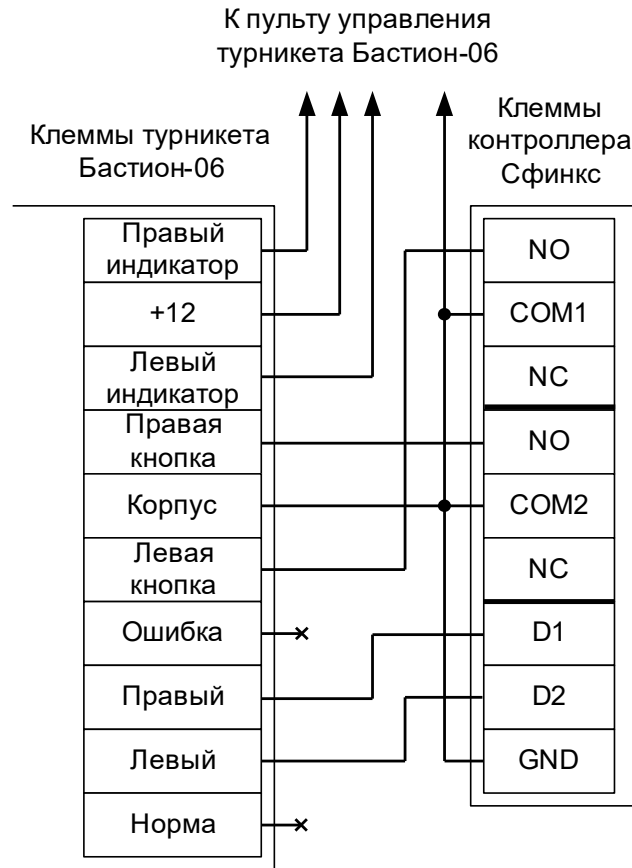 К пульту управления
турникета Бастион-06
Клеммы турникета
Бастион-06
Клеммы
контроллера
Сфинкс
Правый
индикатор
+12
Левый
индикатор
Правая
кнопка
Корпус
Левая
кнопка
Ошибка
Правый
Левый
Норма
NO
COM1
NC
NO
COM2
NC
D1
D2
GND